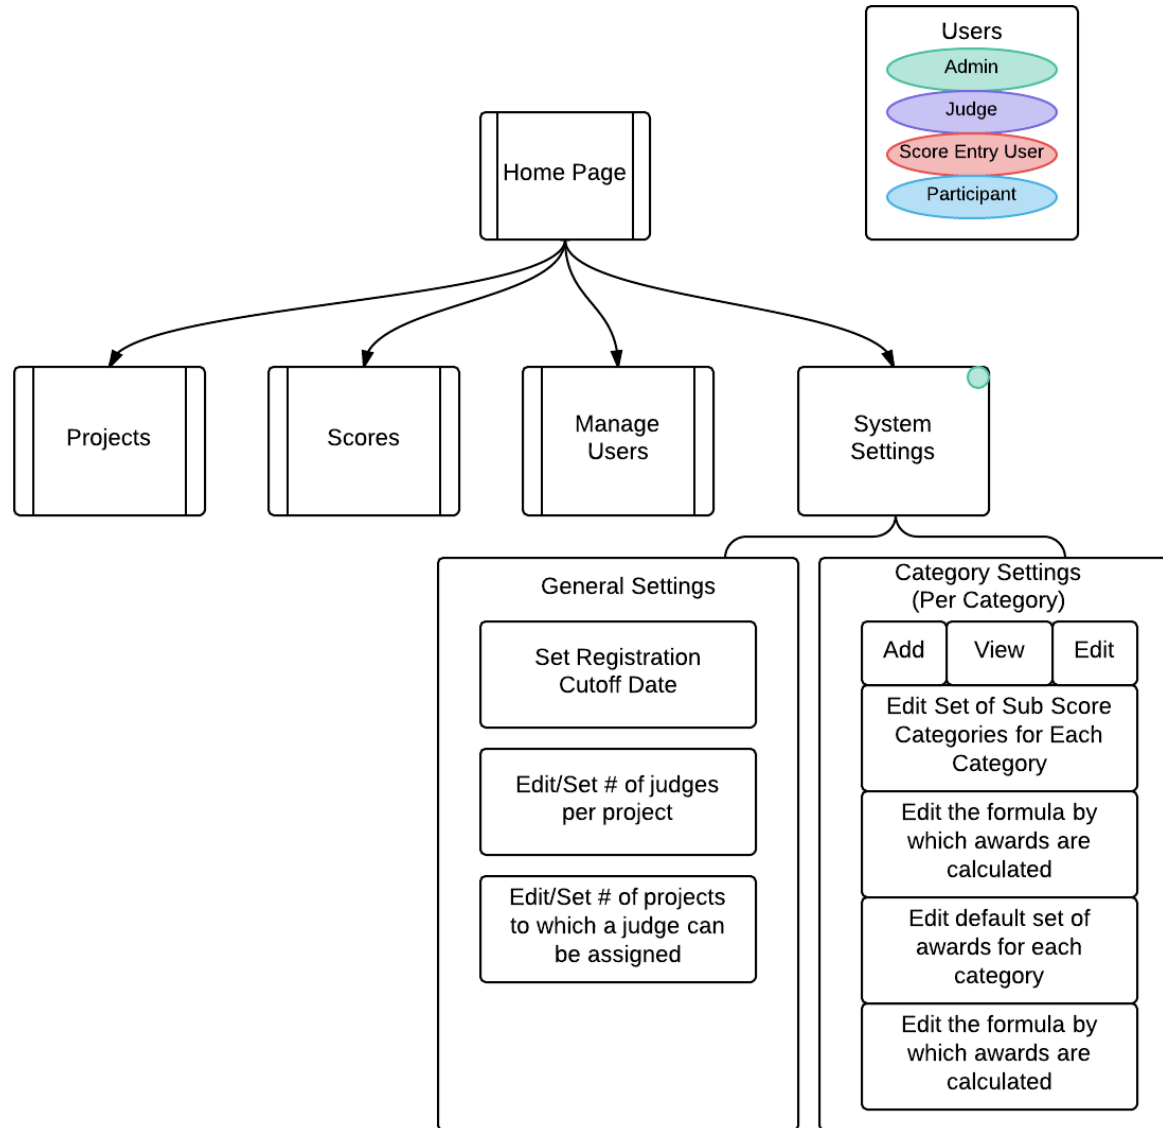 Users
Admin
Judge
Score Entry User
Participant
Home Page
Projects
Scores
Manage
Users
System
Settings
General Settings
Set Registration
Cutoff Date
Edit/Set # of judges
per project
Edit/Set # of projects
to which a judge can
be assigned
Category Settings
(Per Category)
Add
View
Edit
Edit Set of Sub Score
Categories for Each
Category
Edit the formula by
which awards are
calculated
Edit default set of
awards for each
category
Edit the formula by
which awards are
calculated